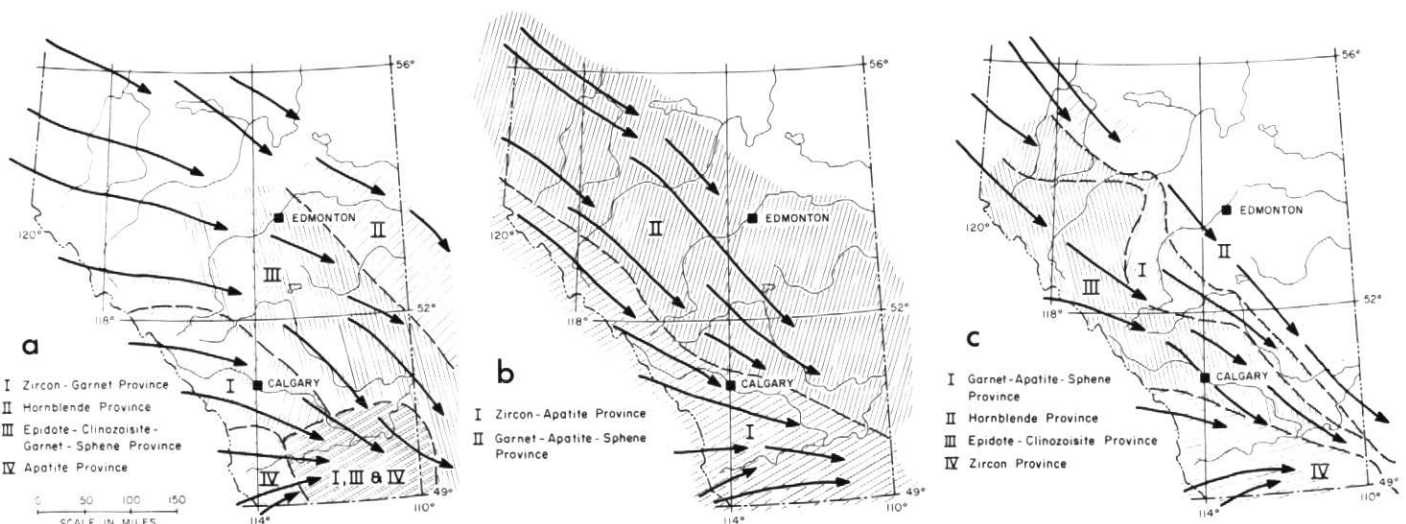 56°
EDMONTON
II
120°
III
52°
118°
a
I
CALGARY
I Zircon-Garnet Province
II Hornblende Province
III Epidote-Clinozoisite-
Garnet-Sphene Province
IV Apatite Province
IV
I, III & IV
49°
110°
114°
0 50 100 150
SCALE IN MILES
56°
EDMONTON
II
120°
52°
118°
b
CALGARY
I Zircon-Apatite Province
II Garnet-Apatite-Sphene
Province
I
49°
110°
114°
56°
EDMONTON
120°
II
I
III
52°
118°
c
CALGARY
I Garnet-Apatite-Sphene
Province
II Hornblende Province
III Epidote-Clinozoisite Province
IV Zircon Province
IV
49°
110°
114°